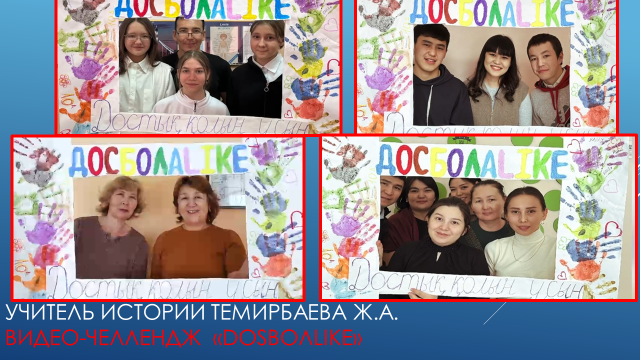 ДОСБОЛАLIKE
Достық қолын ұсын
ДОСБОЛАLIKE
Достық қолын ұсын
ДОСБОЛАLIKE
Достық қолын ұсын
ДОСБОЛАLIKE
Достық қолын ұсын
УЧИТЕЛЬ ИСТОРИИ ТЕМИРБАЕВА Ж.А.
ВИДЕО-ЧЕЛЛЕНДЖ «DОSBОЛLIKE»